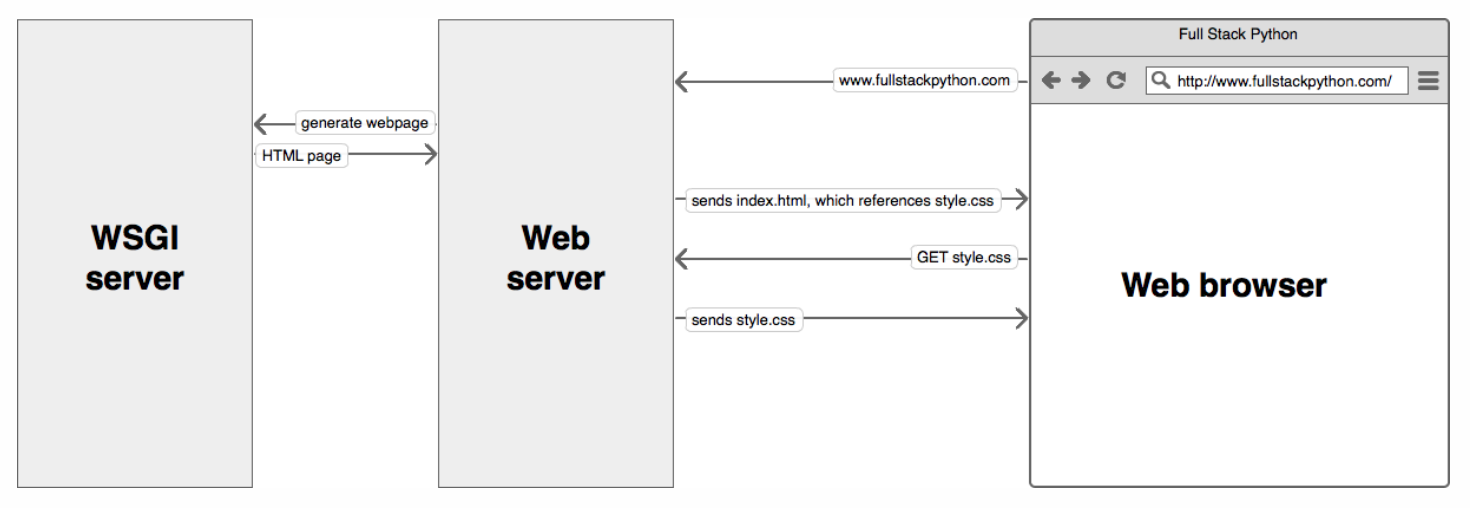 Full Stack Python
http://www.fullstackpython.com/
www.fullstackpython.com
generate webpage
HTML page
sends index.html, which references style.css
GET style.css
sends style.css
WSGI
server
Web
server
Web browser